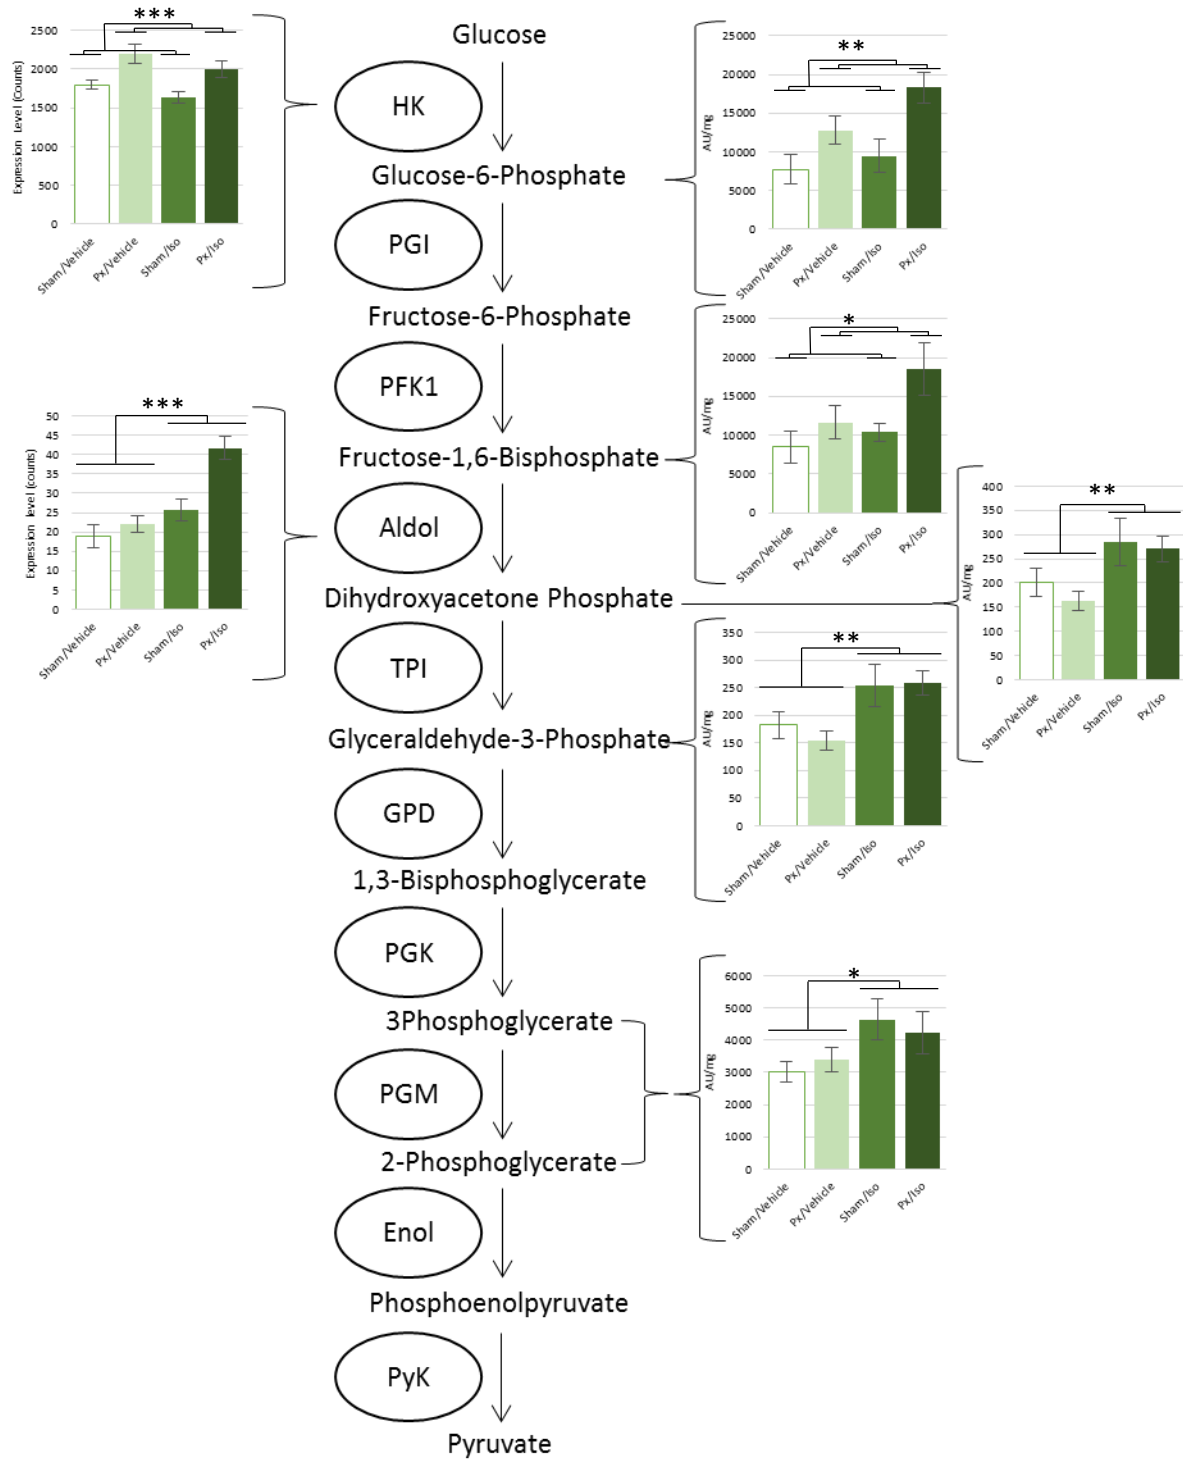 ***
2500
2000
1500
1000
500
0
Expression Level (Counts)
Sham/Vehicle
Px/Vehicle
Sham/Iso
Px/Iso
Glucose
HK
Glucose-6-Phosphate
**
25000
20000
15000
10000
5000
0
AU/mg
Sham/Vehicle
Px/Vehicle
Sham/Iso
Px/Iso
PGI
Fructose-6-Phosphate
PFK1
Fructose-1,6-Bisphosphate
*
25000
20000
15000
10000
5000
0
AU/mg
Sham/Vehicle
Px/Vehicle
Sham/Iso
Px/Iso
***
50
45
40
35
30
25
20
15
10
5
0
Expression level (counts)
Sham/Vehicle
Px/Vehicle
Sham/Iso
Px/Iso
Aldol
Dihydroxyacetone Phosphate
**
400
350
300
250
200
150
100
50
0
AU/mg
Sham/Vehicle
Px/Vehicle
Sham/Iso
Px/Iso
TPI
Glyceraldehyde-3-Phosphate
**
350
300
250
200
150
100
50
0
AU/mg
Sham/Vehicle
Px/Vehicle
Sham/Iso
Px/Iso
GPD
1,3-Bisphosphoglycerate
PGK
3Phosphoglycerate
PGM
2-Phosphoglycerate
*
6000
5000
4000
3000
2000
1000
0
AU/mg
Sham/Vehicle
Px/Vehicle
Sham/Iso
Px/Iso
Enol
Phosphoenolpyruvate
PyK
Pyruvate